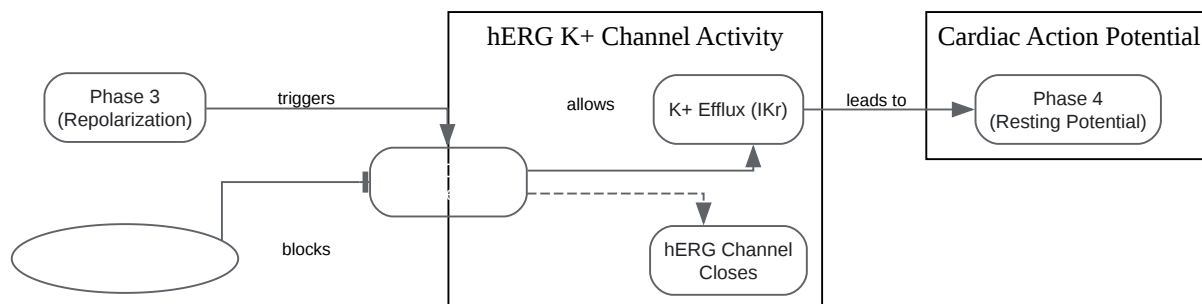 hERG K+ Channel Activity
Cardiac Action Potential
Phase 3
(Repolarization)
triggers
allows
K+ Efflux (IKr)
leads to
Phase 4
(Resting Potential)
blocks
hERG Channel
Closes